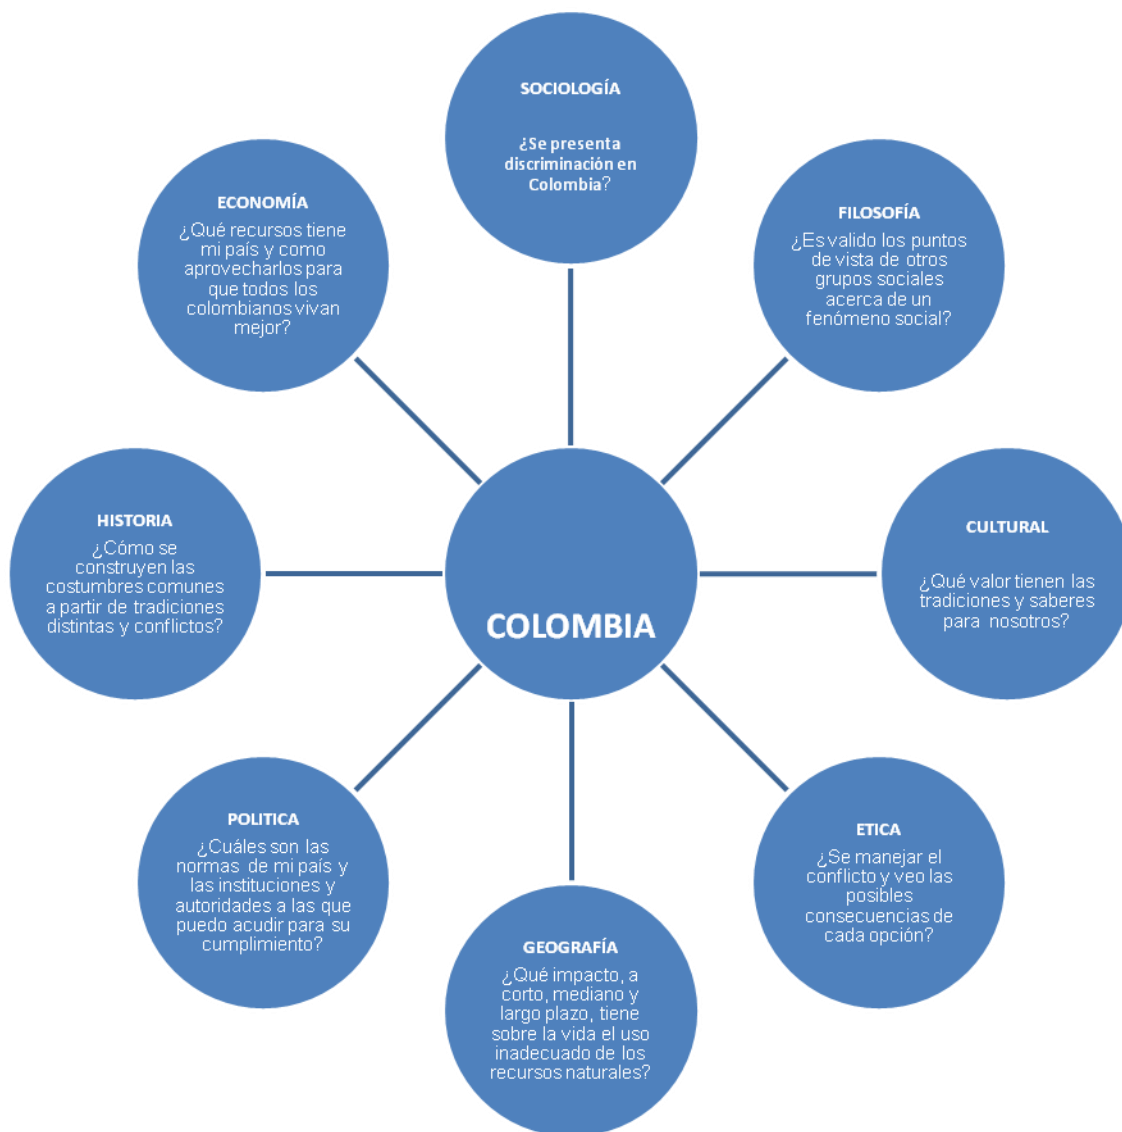 SOCIOLOGÍA
¿Se presenta
discriminación en
Colombia?
FILOSOFÍA
¿Es valido los puntos
de vista de otros
grupos sociales
acerca de un
fenómeno social?
CULTURAL
¿Qué valor tienen las
tradiciones y saberes
para nosotros?
ETICA
¿Se manejar el
conflicto y veo las
posibles
consecuencias de
cada opción?
GEOGRAFÍA
¿Qué impacto, a
corto, mediano y
largo plazo, tiene
sobre la vida el uso
inadecuado de los
recursos naturales?
POLITICA
¿Cuáles son las
normas de mi país y
las instituciones y
autoridades a las que
puedo acudir para su
cumplimiento?
HISTORIA
¿Cómo se
construyen las
costumbres comunes
a partir de tradiciones
distintas y conflictos?
ECONOMÍA
¿Qué recursos tiene
mi país y como
aprovecharlos para
que todos los
colombianos vivan
mejor?
COLOMBIA